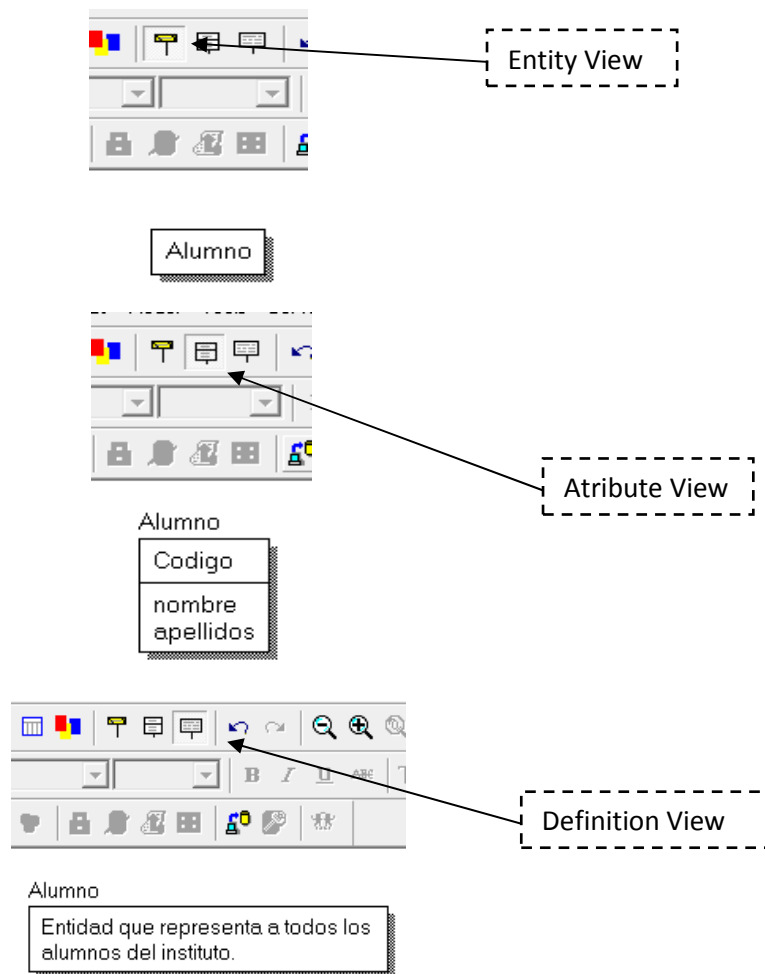 Entity View
Alumno
Atribute View
Alumno
Codigo
nombre
apellidos
B I U ABC
Definition View
Alumno
Entidad que representa a todos los
alumnos del instituto.